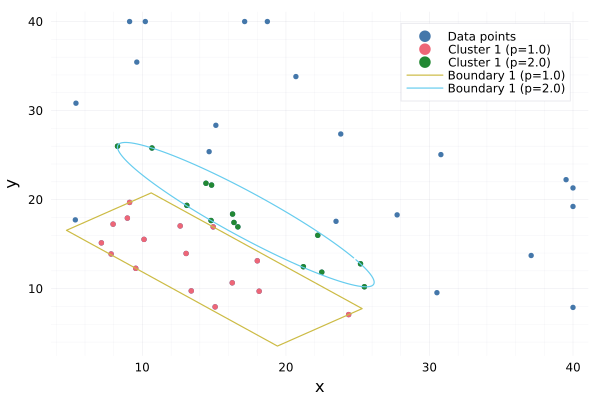 40
30
20
10
y
10
20
30
40
x
Data points
Cluster 1 (p=1.0)
Cluster 1 (p=2.0)
Boundary 1 (p=1.0)
Boundary 1 (p=2.0)